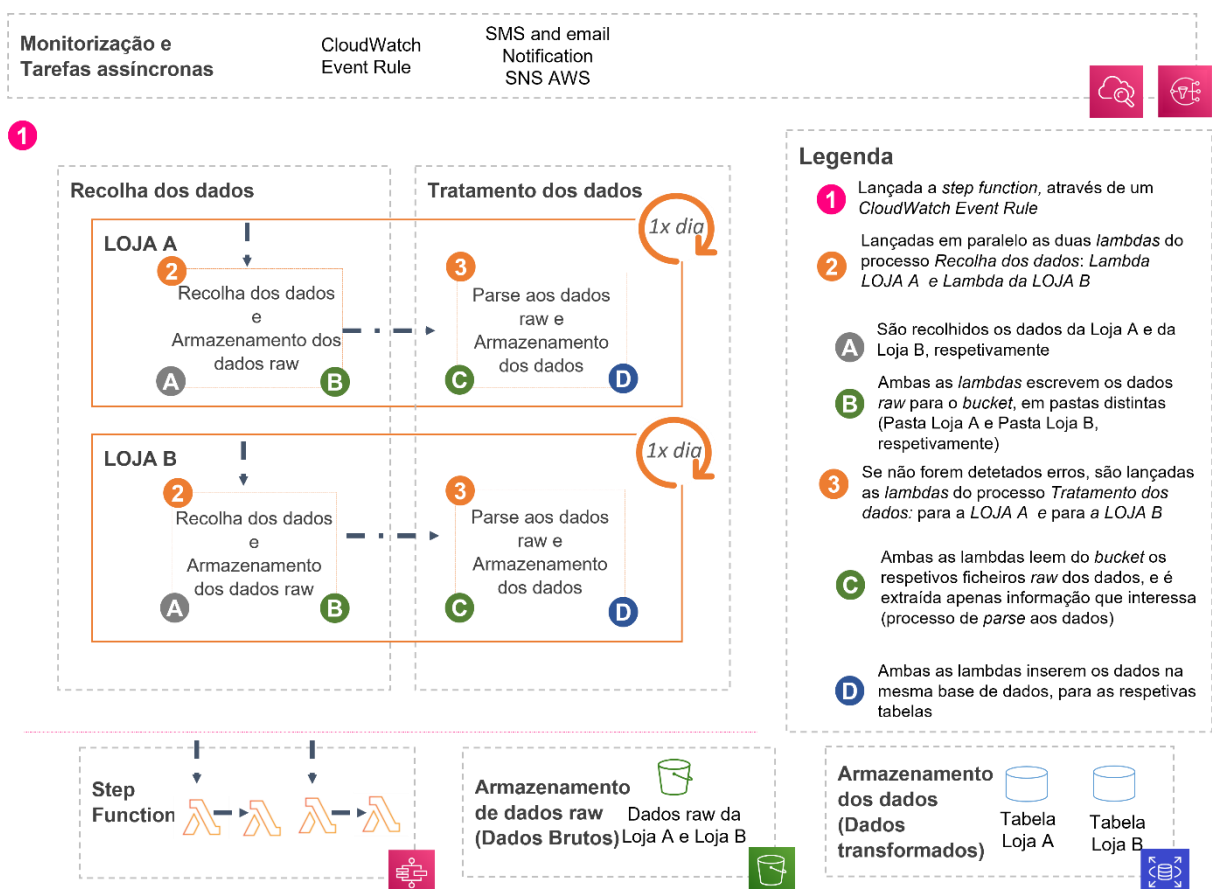 Monitorização e
Tarefas assíncronas
CloudWatch
Event Rule
SMS and email
Notification
SNS AWS
1
Recolha dos dados
Tratamento dos dados
LOJA A
1x dia
2
Recolha dos dados
e
Armazenamento dos
dados raw
A
B
3
Parse aos dados
raw e
Armazenamento
dos dados
C
D
LOJA B
1x dia
2
Recolha dos dados
e
Armazenamento
dos dados raw
A
B
3
Parse aos dados
raw e
Armazenamento
dos dados
C
D
Legenda
1
Lançada a step function, através de um
CloudWatch Event Rule
2
Lançadas em paralelo as duas lambdas do
processo Recolha dos dados: Lambda
LOJA A e Lambda da LOJA B
A
São recolhidos os dados da Loja A e da
Loja B, respetivamente
B
Ambas as lambdas escrevem os dados
raw para o bucket, em pastas distintas
(Pasta Loja A e Pasta Loja B,
respetivamente)
3
Se não forem detetados erros, são lançadas
as lambdas do processo Tratamento dos
dados: para a LOJA A e para a LOJA B
C
Ambas as lambdas leem do bucket os
respetivos ficheiros raw dos dados, e é
extraída apenas informação que interessa
(processo de parse aos dados)
D
Ambas as lambdas inserem os dados na
mesma base de dados, para as respetivas
tabelas
Step
Function
Armazenamento
de dados raw
(Dados Brutos)
Dados raw da
Loja A e Loja B
Armazenamento
dos dados
(Dados
transformados)
Tabela
Loja A
Tabela
Loja B